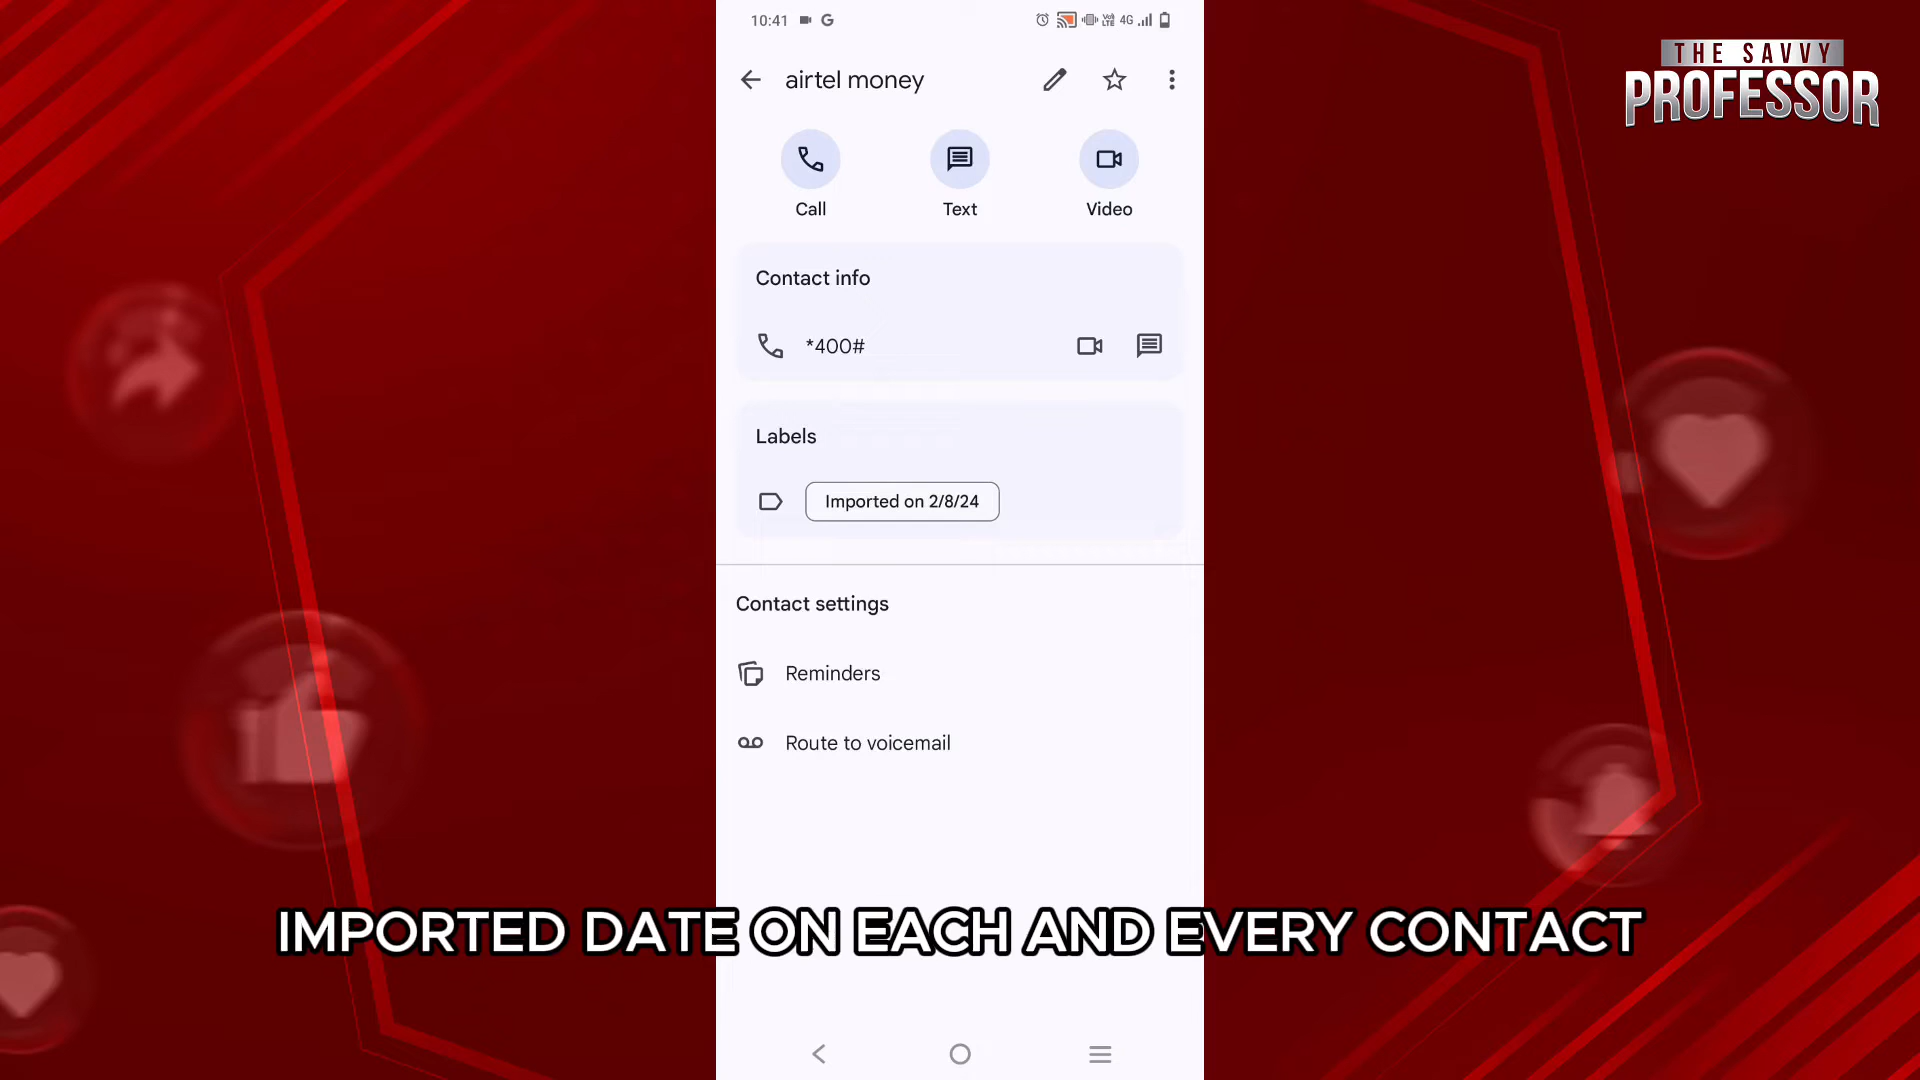 10:41
G
VoLTE 4G
THE SAVVY
PROFESSOR
airtel money
Call
Text
Video
Contact info
*400#
Labels
Imported on 2/8/24
Contact settings
Reminders
Route to voicemail
IMPORTED DATE ON EACH AND EVERY CONTACT